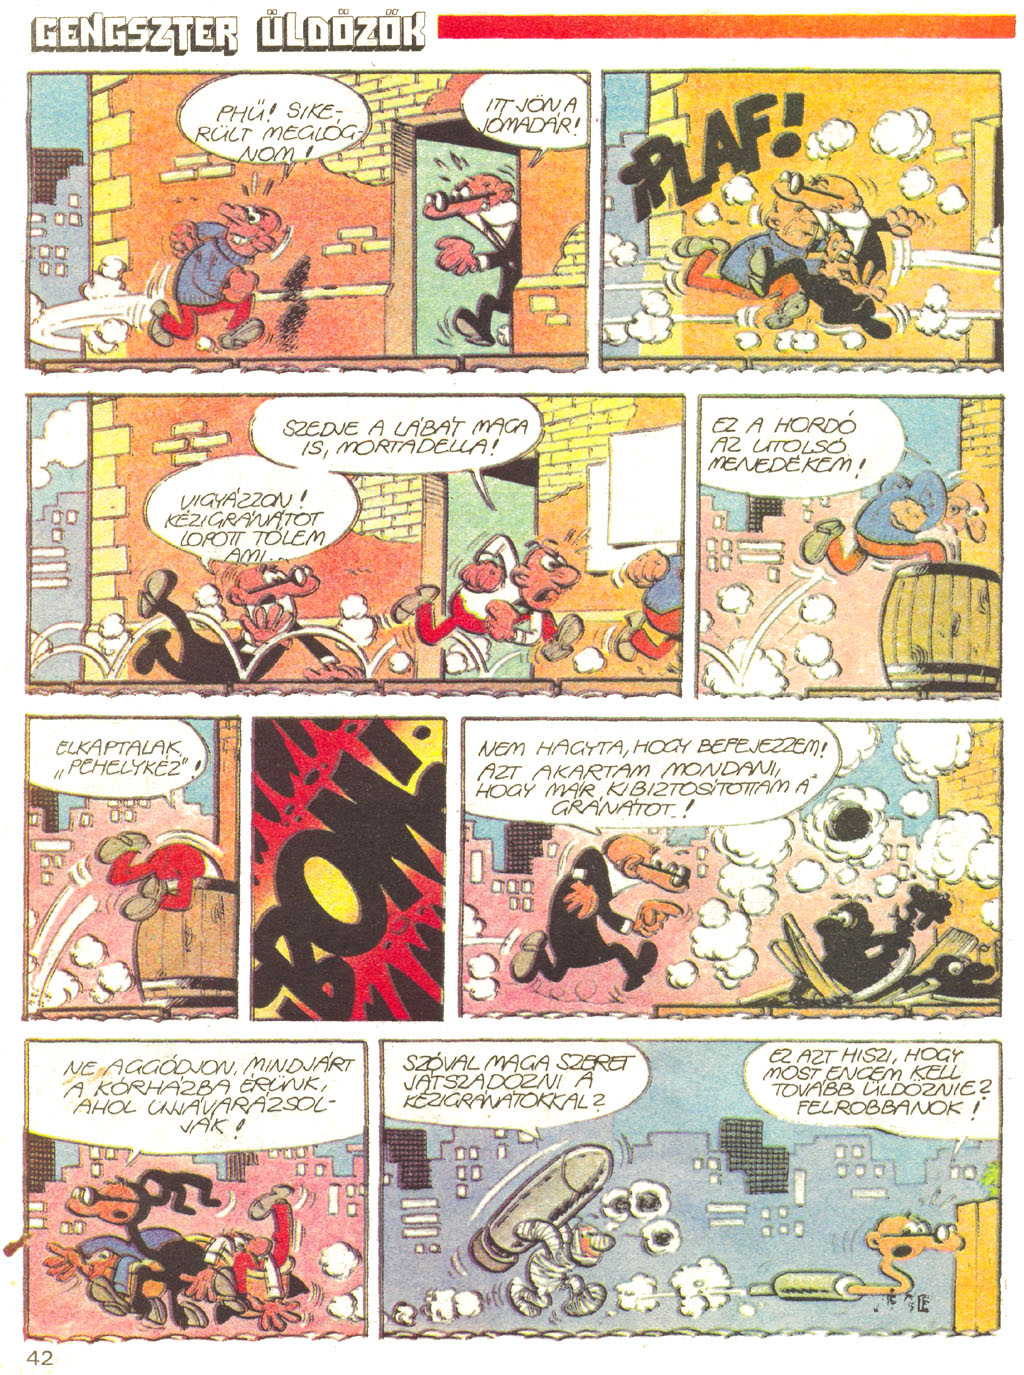 GENGSZTER ÜLDÖZŐK
PHŰ! SIKE-
RÜLT MEGLÓG-
NOM!
ITT JÖN A
JÓMADÁR!
¡PLAF!
SZEDJE A LÁBÁT MAGA
IS, MORTADELLA!
VIGYÁZZON!
KÉZIGRÁNÁTOT
LOPOTT TŐLEM
AMI...
EZ A HORDÓ
AZ UTOLSÓ
MENEDÉKEM!
ELKAPTALAK,
„PEHELYKÉZ"!
NEM HAGYTA, HOGY BEFEJEZZEM!
AZT AKARTAM MONDANI,
HOGY MÁR KIBIZTOSÍTOTTAM A
GRÁNÁTOT!
NE AGGÓDJON, MINDJÁRT
A KÓRHÁZBA ÉRÜNK,
AHOL UJJÁVARÁZSOL-
JÁK!
SZÓVAL MAGA SZERET
JÁTSZADOZNI A
KÉZIGRÁNÁTOKKAL?
EZ AZT HISZI, HOGY
MOST ENGEM KELL
TOVÁBB ÜLDÖZNIE?
FELROBBANOK!
42